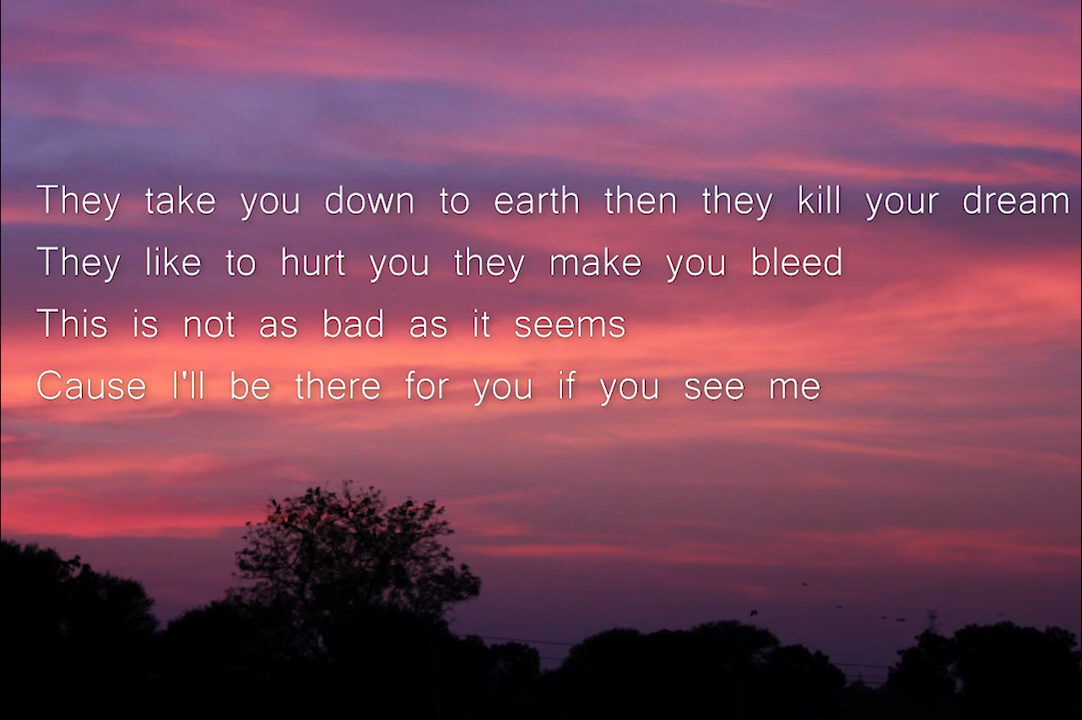 They take you down to earth then they kill your dream
They like to hurt you they make you bleed
This is not as bad as it seems
Cause I'll be there for you if you see me